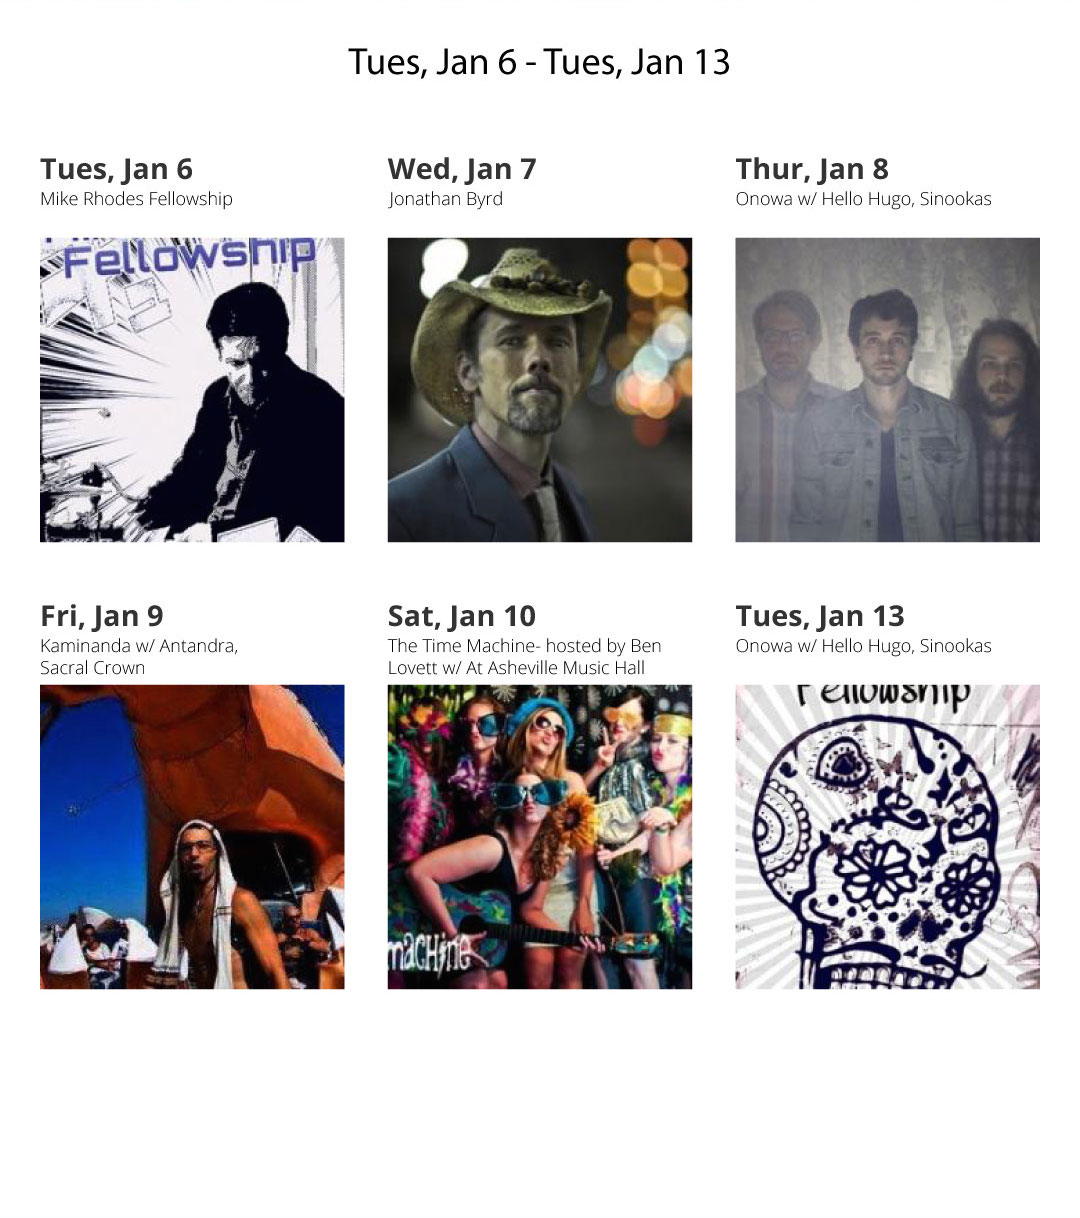 Tues, Jan 6 - Tues, Jan 13
Tues, Jan 6
Mike Rhodes Fellowship
Fellowship
Wed, Jan 7
Jonathan Byrd
Thur, Jan 8
Onowa w/ Hello Hugo, Sinookas
Fri, Jan 9
Kaminanda w/ Antandra,
Sacral Crown
Sat, Jan 10
The Time Machine- hosted by Ben
Lovett w/ At Asheville Music Hall
macHine
Tues, Jan 13
Onowa w/ Hello Hugo, Sinookas
Fellowship